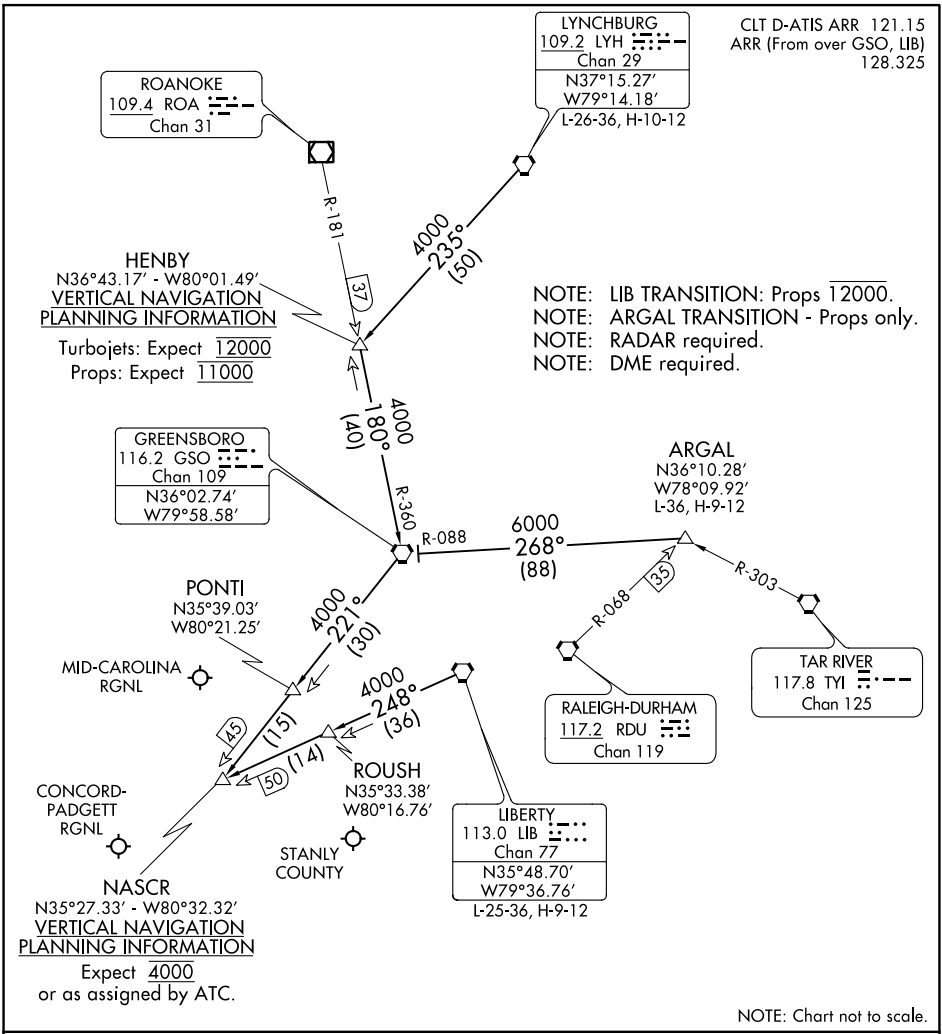 LYNCHBURG
109.2 LYH
Chan 29
N37°15.27′
W79°14.18′
L-26-36, H-10-12
CLT D-ATIS ARR 121.15
ARR (From over GSO, LIB)
128.325
ROANOKE
109.4 ROA
Chan 31
R-181
37
4000
235°
(50)
HENBY
N36°43.17′ - W80°01.49′
VERTICAL NAVIGATION
PLANNING INFORMATION
Turbojets: Expect 12000
Props: Expect 11000
NOTE: LIB TRANSITION: Props 12000.
NOTE: ARGAL TRANSITION - Props only.
NOTE: RADAR required.
NOTE: DME required.
4000
180°
(40)
R-360
GREENSBORO
116.2 GSO
Chan 109
N36°02.74′
W79°58.58′
ARGAL
N36°10.28′
W78°09.92′
L-36, H-9-12
R-088
6000
268°
(88)
R-068
35
R-303
PONTI
N35°39.03′
W80°21.25′
4000
221°
(30)
MID-CAROLINA
RGNL
TAR RIVER
117.8 TYI
Chan 125
RALEIGH-DURHAM
117.2 RDU
Chan 119
4000
248°
(36)
45
(15)
50
(14)
ROUSH
N35°33.38′
W80°16.76′
CONCORD-
PADGETT
RGNL
STANLY
COUNTY
LIBERTY
113.0 LIB
Chan 77
N35°48.70′
W79°36.76′
L-25-36, H-9-12
NASCR
N35°27.33′ - W80°32.32′
VERTICAL NAVIGATION
PLANNING INFORMATION
Expect 4000
or as assigned by ATC.
NOTE: Chart not to scale.